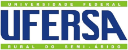 UNIVERSIDADE FEDERAL
UFERSA
RURAL DO SEMI-ÁRIDO